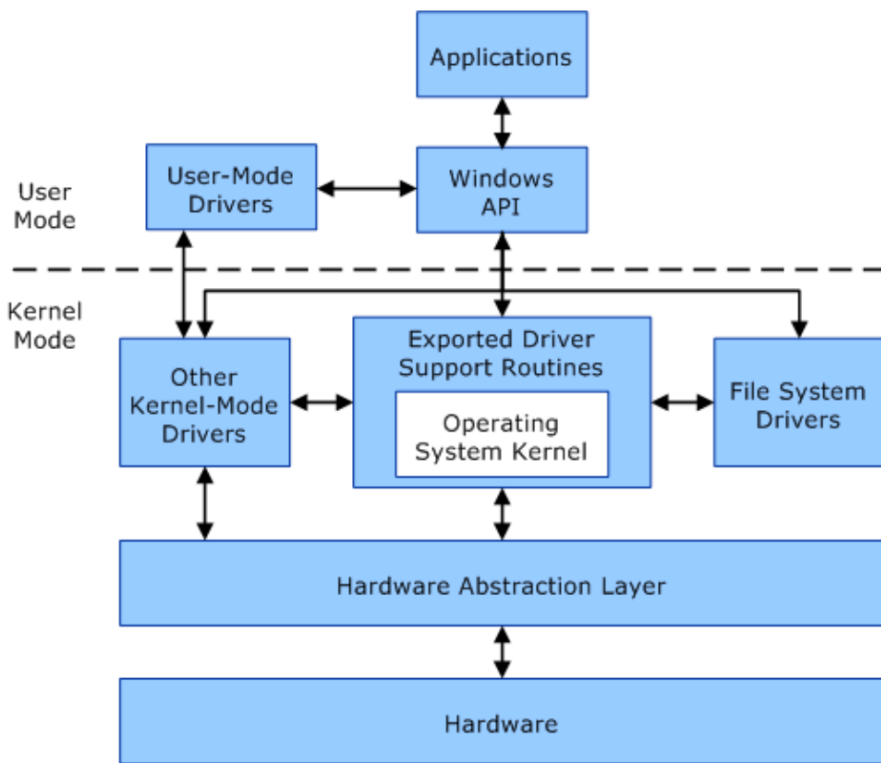 Applications
User-Mode
Drivers
Windows
API
User
Mode
Kernel
Mode
Other
Kernel-Mode
Drivers
Exported Driver
Support Routines
Operating
System Kernel
File System
Drivers
Hardware Abstraction Layer
Hardware